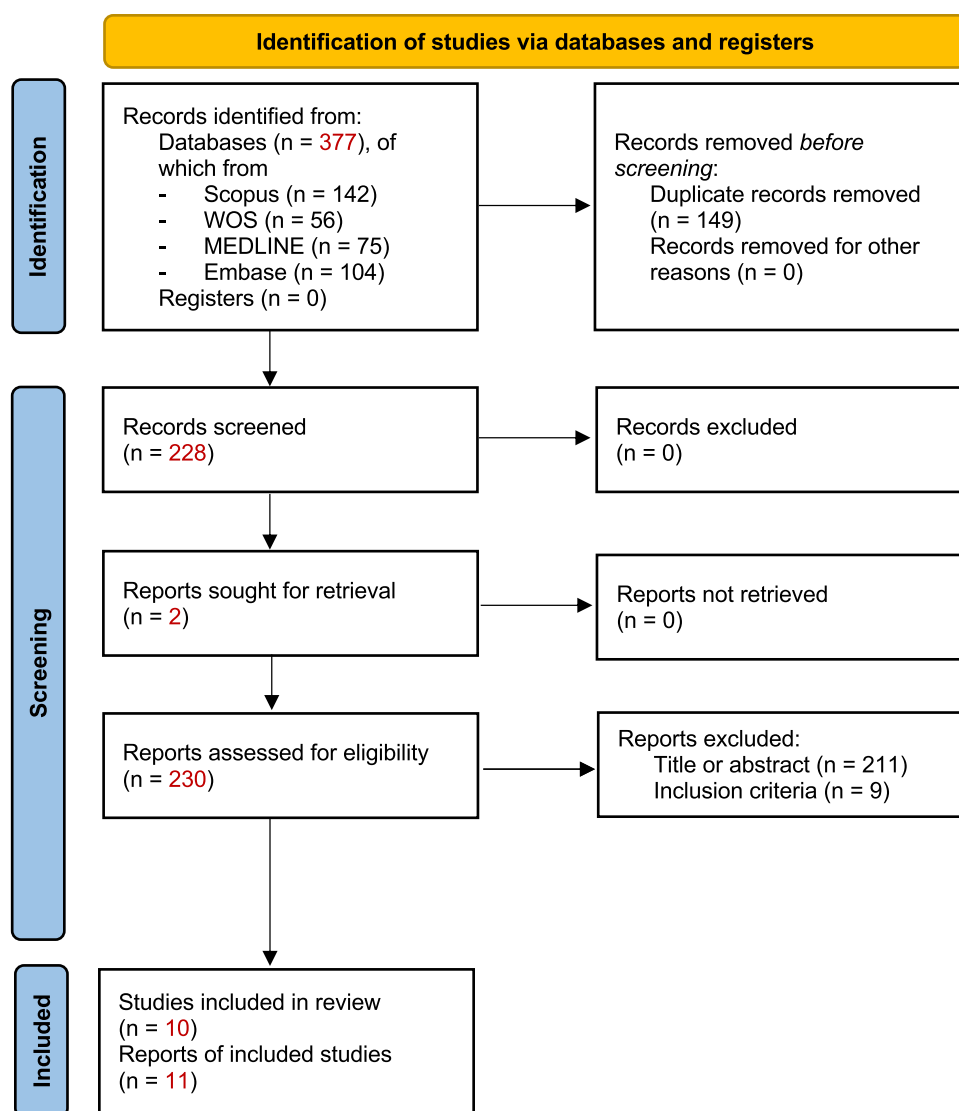 Identification of studies via databases and registers
Identification
Records identified from:
Databases (n = 377), of
which from
- Scopus (n = 142)
- WOS (n = 56)
- MEDLINE (n = 75)
- Embase (n = 104)
Registers (n = 0)
Records removed before
screening:
Duplicate records removed
(n = 149)
Records removed for other
reasons (n = 0)
Screening
Records screened
(n = 228)
Records excluded
(n = 0)
Reports sought for retrieval
(n = 2)
Reports not retrieved
(n = 0)
Reports assessed for eligibility
(n = 230)
Reports excluded:
Title or abstract (n = 211)
Inclusion criteria (n = 9)
Included
Studies included in review
(n = 10)
Reports of included studies
(n = 11)